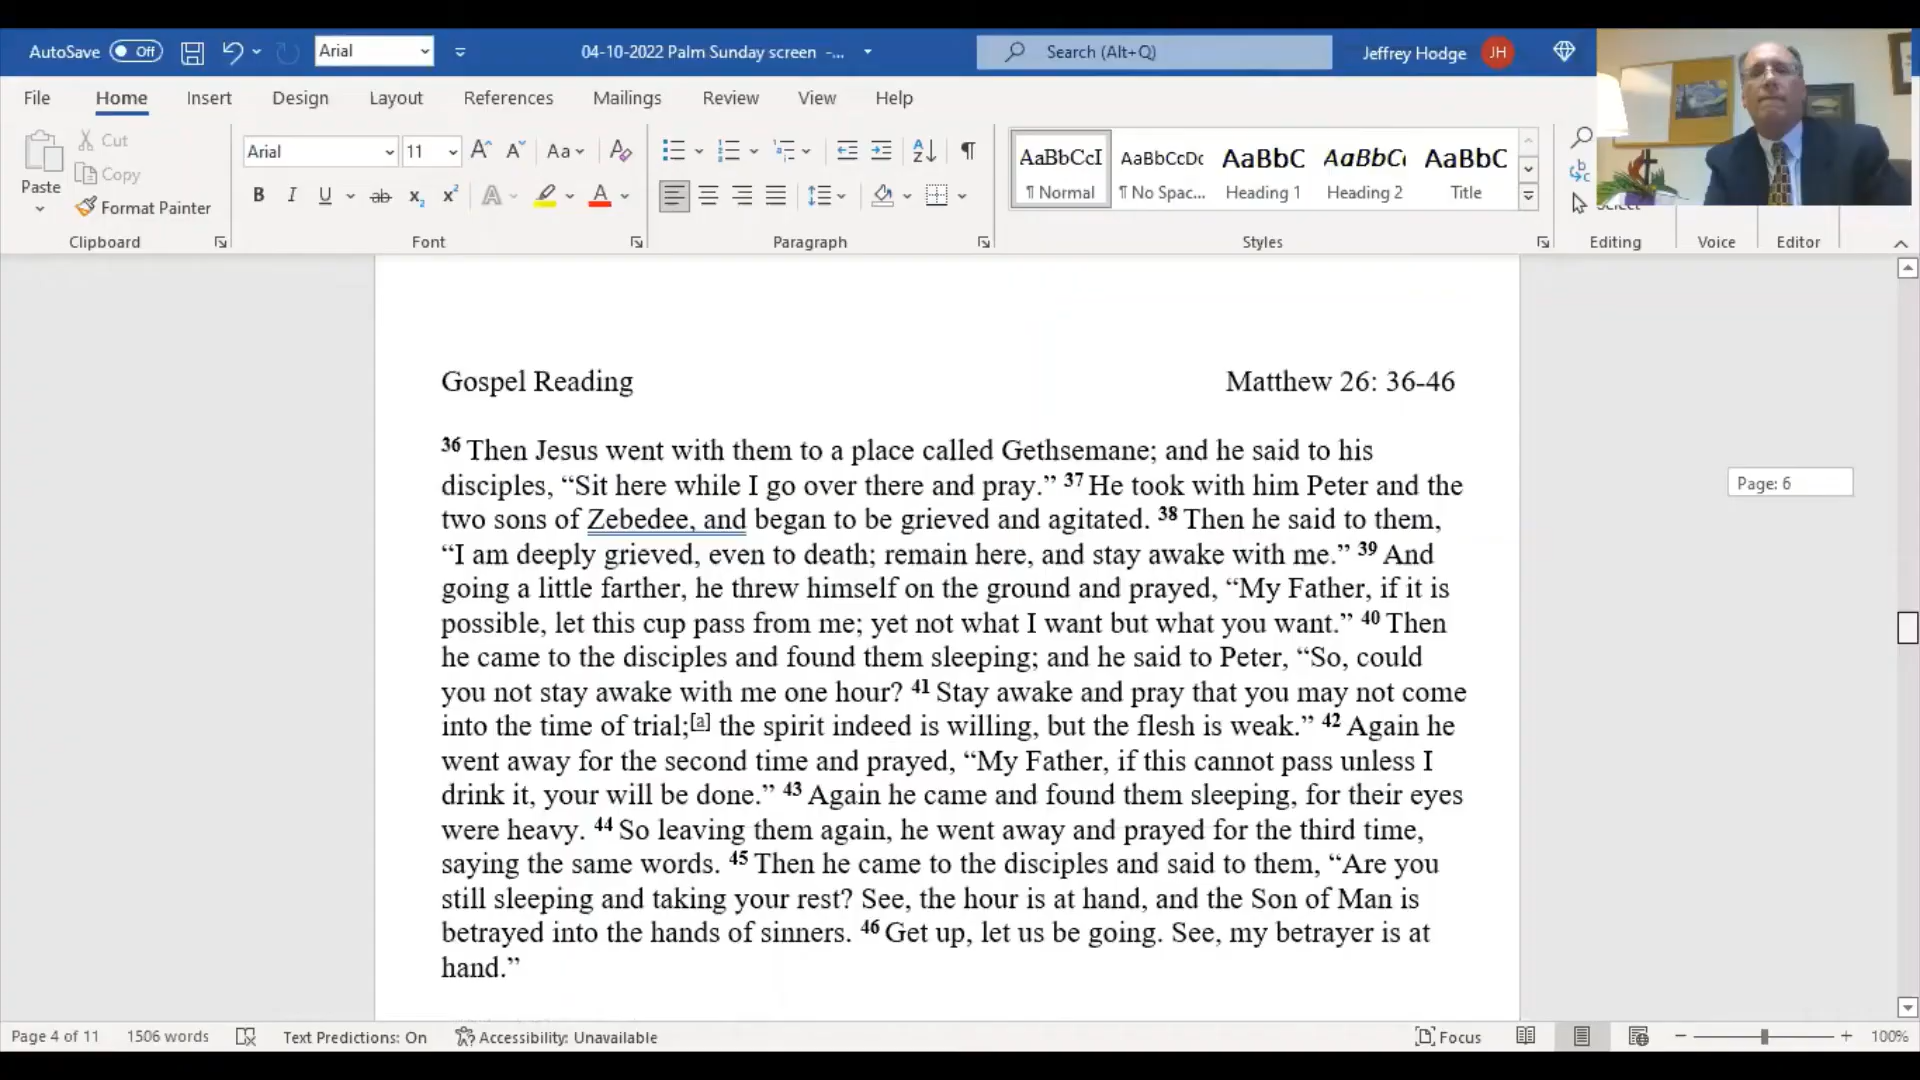 AutoSave Off Arial 04-10-2022 Palm Sunday screen -... Search (Alt+Q) Jeffrey Hodge JH
File Home Insert Design Layout References Mailings Review View Help
Paste Cut Copy Format Painter
Arial 11 Aa
B I U ab x₂ x² A A
AaBbCcI AaBbCcDc AaBbC AaBbC AaBbC
¶ Normal ¶ No Spac... Heading 1 Heading 2 Title
Clipboard Font Paragraph Styles Editing Voice Editor
Gospel Reading Matthew 26: 36-46
36 Then Jesus went with them to a place called Gethsemane; and he said to his
disciples, “Sit here while I go over there and pray.” 37 He took with him Peter and the
two sons of Zebedee, and began to be grieved and agitated. 38 Then he said to them,
“I am deeply grieved, even to death; remain here, and stay awake with me.” 39 And
going a little farther, he threw himself on the ground and prayed, “My Father, if it is
possible, let this cup pass from me; yet not what I want but what you want.” 40 Then
he came to the disciples and found them sleeping; and he said to Peter, “So, could
you not stay awake with me one hour? 41 Stay awake and pray that you may not come
into the time of trial;[a] the spirit indeed is willing, but the flesh is weak.” 42 Again he
went away for the second time and prayed, “My Father, if this cannot pass unless I
drink it, your will be done.” 43 Again he came and found them sleeping, for their eyes
were heavy. 44 So leaving them again, he went away and prayed for the third time,
saying the same words. 45 Then he came to the disciples and said to them, “Are you
still sleeping and taking your rest? See, the hour is at hand, and the Son of Man is
betrayed into the hands of sinners. 46 Get up, let us be going. See, my betrayer is at
hand.”
Page: 6
Page 4 of 11 1506 words Text Predictions: On Accessibility: Unavailable Focus 100%